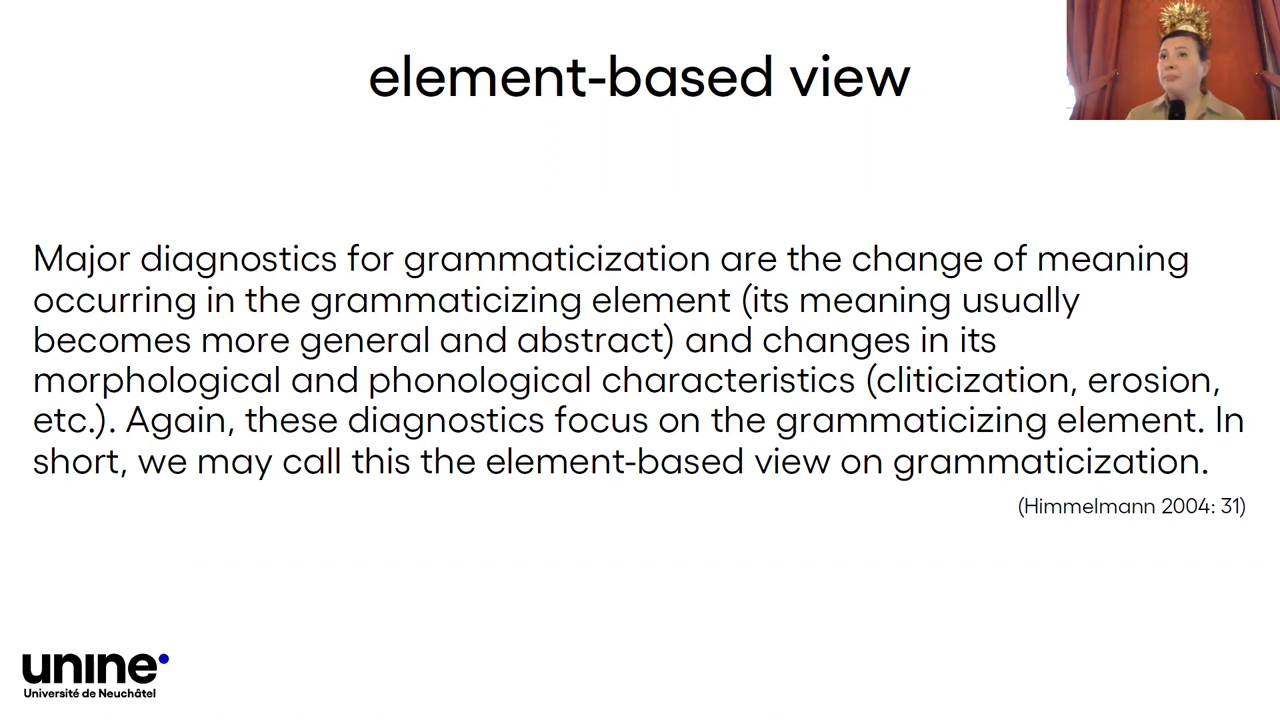 element-based view
Major diagnostics for grammaticization are the change of meaning
occurring in the grammaticizing element (its meaning usually
becomes more general and abstract) and changes in its
morphological and phonological characteristics (cliticization, erosion,
etc.). Again, these diagnostics focus on the grammaticizing element. In
short, we may call this the element-based view on grammaticization.
(Himmelmann 2004: 31)
unine
Université de Neuchâtel